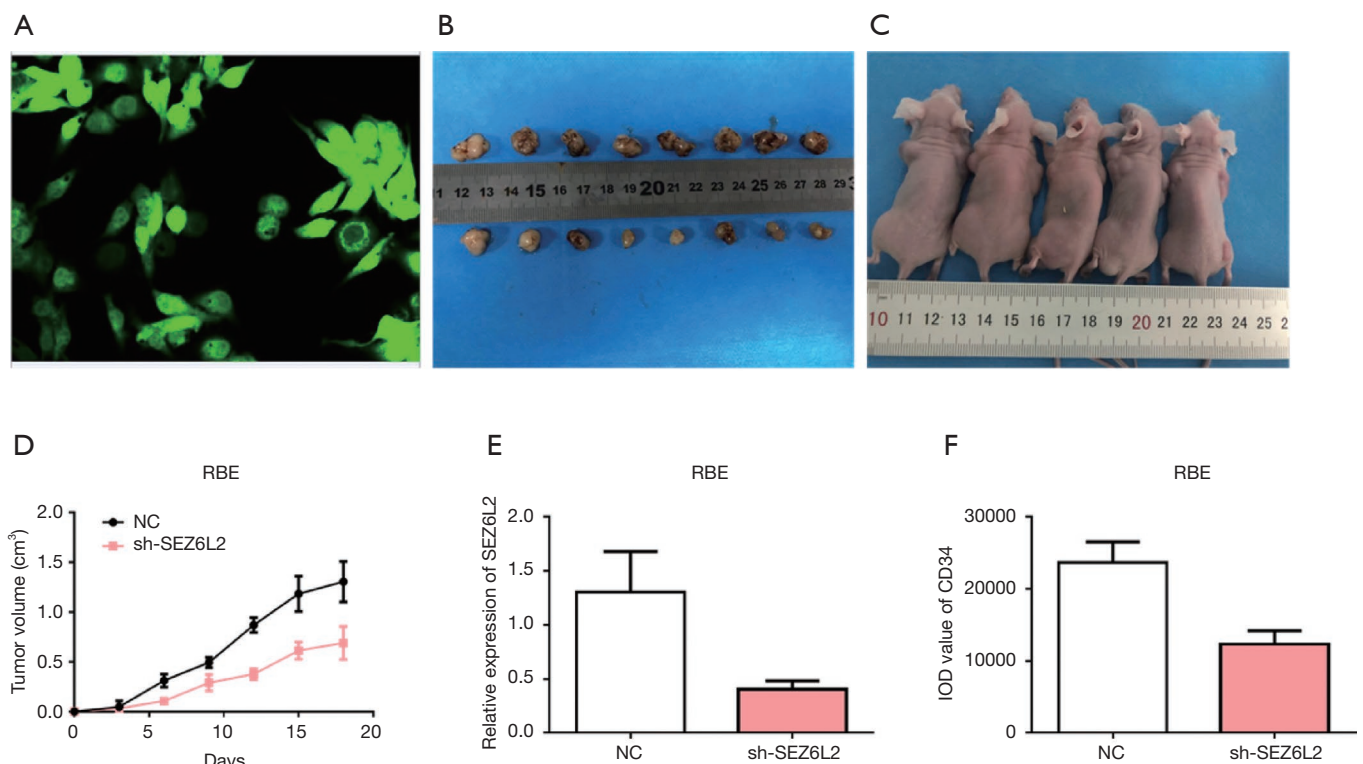 A
B
C
11 12 13 14 15 16 17 18 19 20 21 22 23 24 25 26 27 28 29
10 11 12 13 14 15 16 17 18 19 20 21 22 23 24 25 2
D
RBE
Tumor volume (cm³)
2.0
1.5
1.0
0.5
0.0
NC
sh-SEZ6L2
0 5 10 15 20
Days
E
RBE
Relative expression of SEZ6L2
2.0
1.5
1.0
0.5
0.0
NC sh-SEZ6L2
F
RBE
IOD value of CD34
30000
20000
10000
0
NC sh-SEZ6L2